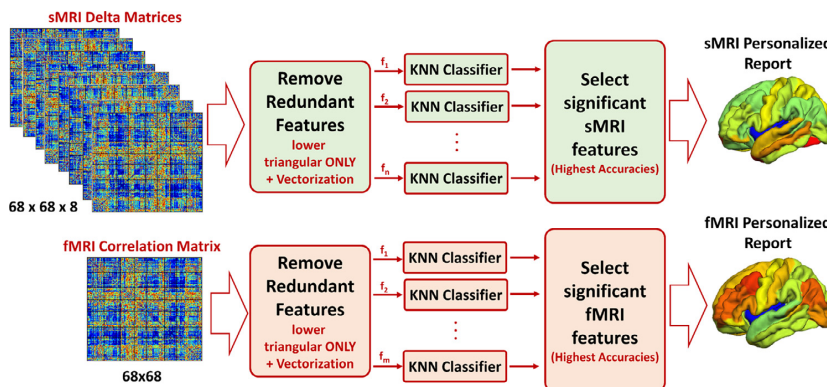 sMRI Delta Matrices
68 x 68 x 8
Remove
Redundant
Features
lower
triangular ONLY
+ Vectorization
f1
KNN Classifier
f2
KNN Classifier
⋮
fn
KNN Classifier
Select
significant
sMRI
features
(Highest Accuracies)
sMRI Personalized
Report
fMRI Correlation Matrix
68x68
Remove
Redundant
Features
lower
triangular ONLY
+ Vectorization
f1
KNN Classifier
f2
KNN Classifier
⋮
fm
KNN Classifier
Select
significant
fMRI
features
(Highest Accuracies)
fMRI Personalized
Report